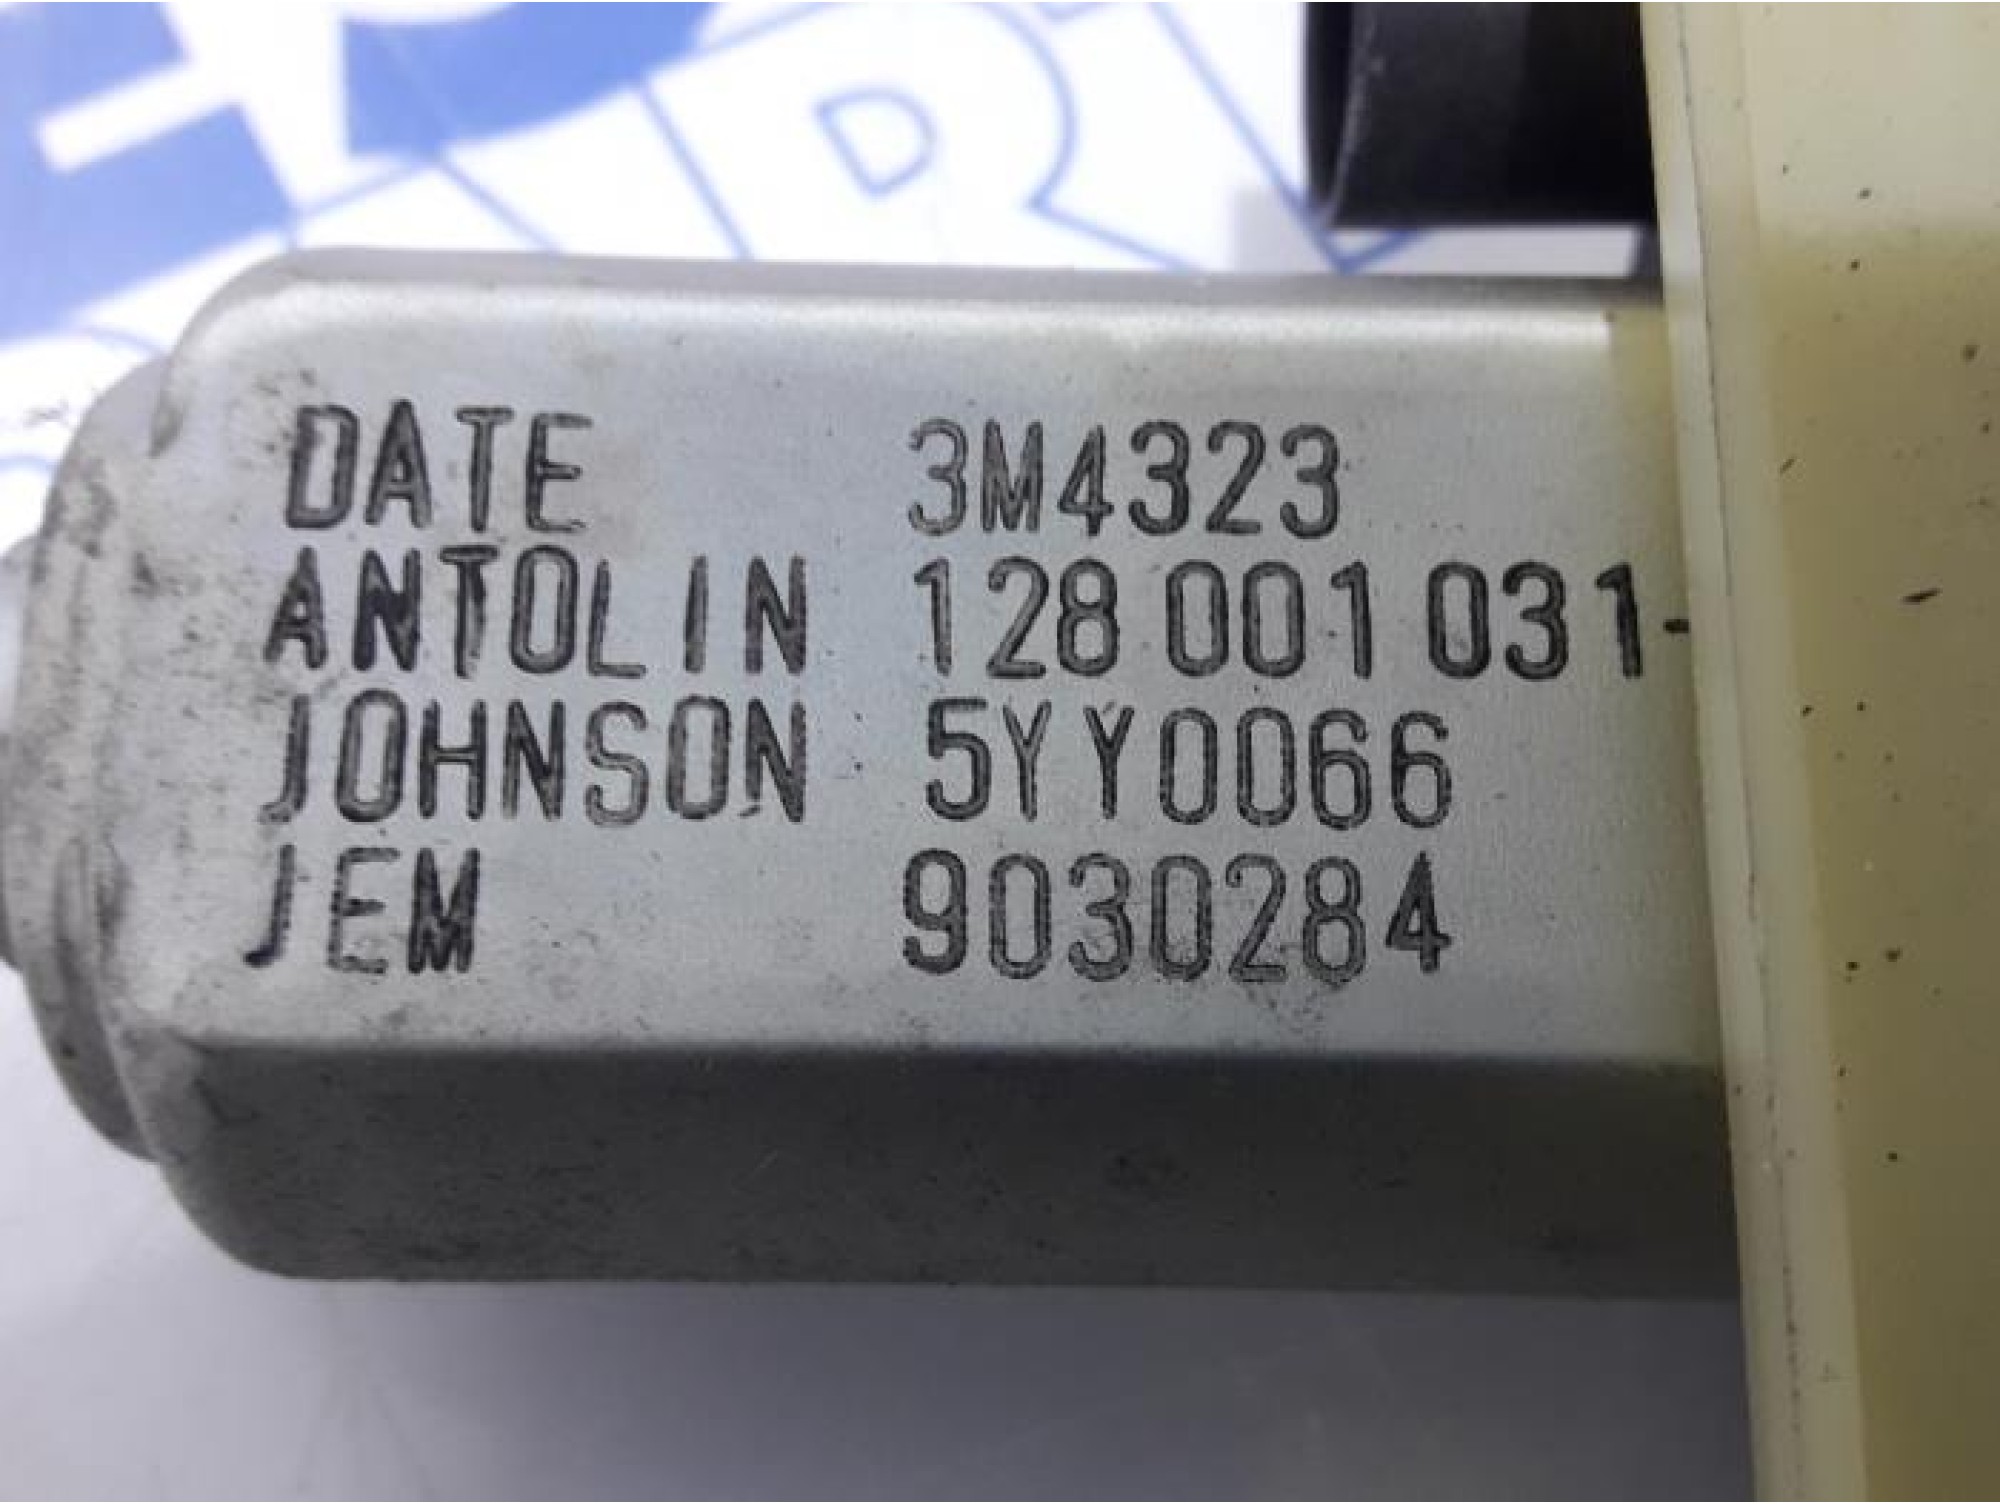 DATE 3M4323
ANTOLIN 128 001 031-
JOHNSON 5YY0066
JEM 9030284